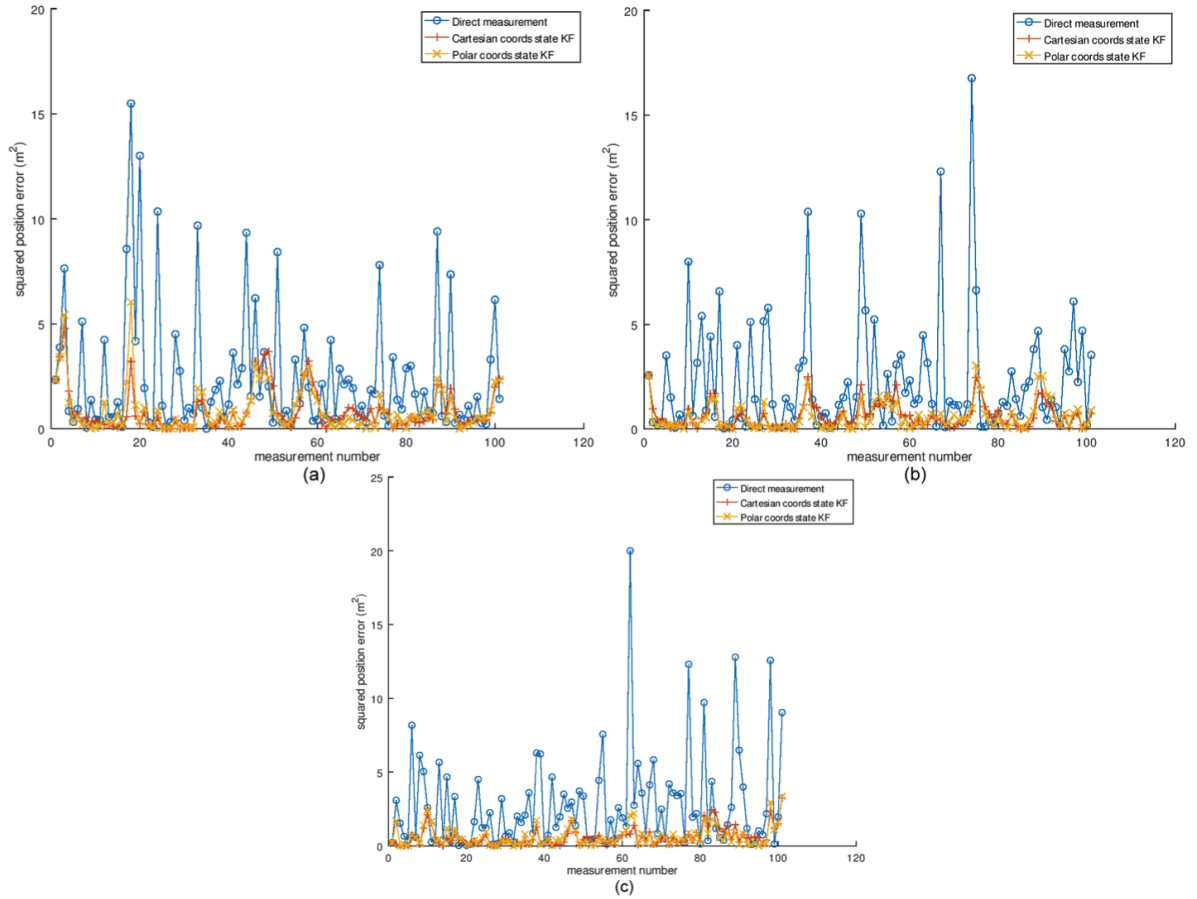 20
15
10
5
0
0
20
40
60
80
100
120
squared position error (m²)
measurement number
Direct measurement
Cartesian coords state KF
Polar coords state KF
(a)
20
15
10
5
0
0
20
40
60
80
100
120
squared position error (m²)
measurement number
Direct measurement
Cartesian coords state KF
Polar coords state KF
(b)
25
20
15
10
5
0
0
20
40
60
80
100
120
squared position error (m²)
measurement number
Direct measurement
Cartesian coords state KF
Polar coords state KF
(c)